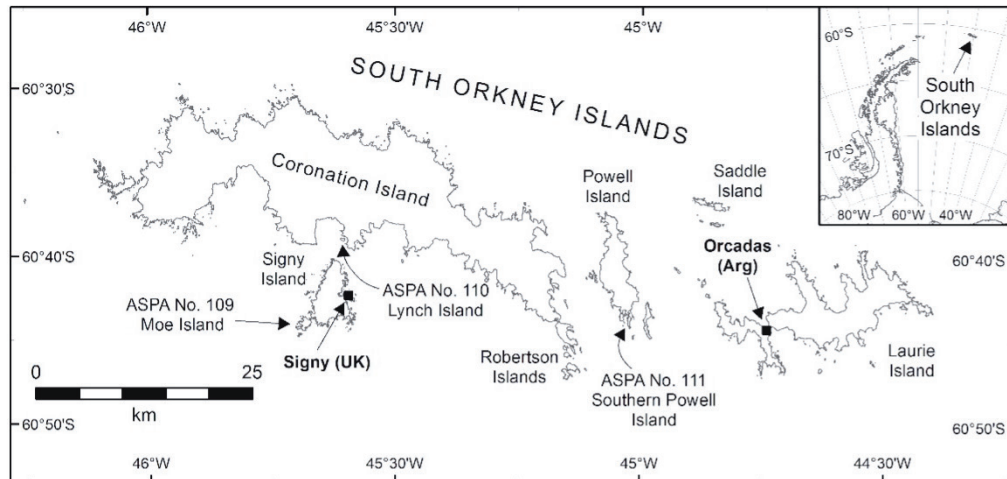 46°W
45°30'W
45°W
60°S
70°S
80°W
60°W
40°W
South
Orkney
Islands
60°30'S
SOUTH ORKNEY ISLANDS
Coronation Island
Powell
Island
Saddle
Island
60°40'S
60°40'S
Signy
Island
Orcadas
(Arg)
ASPA No. 110
Lynch Island
ASPA No. 109
Moe Island
Signy (UK)
Robertson
Islands
ASPA No. 111
Southern Powell
Island
Laurie
Island
0
25
km
60°50'S
60°50'S
46°W
45°30'W
45°W
44°30'W